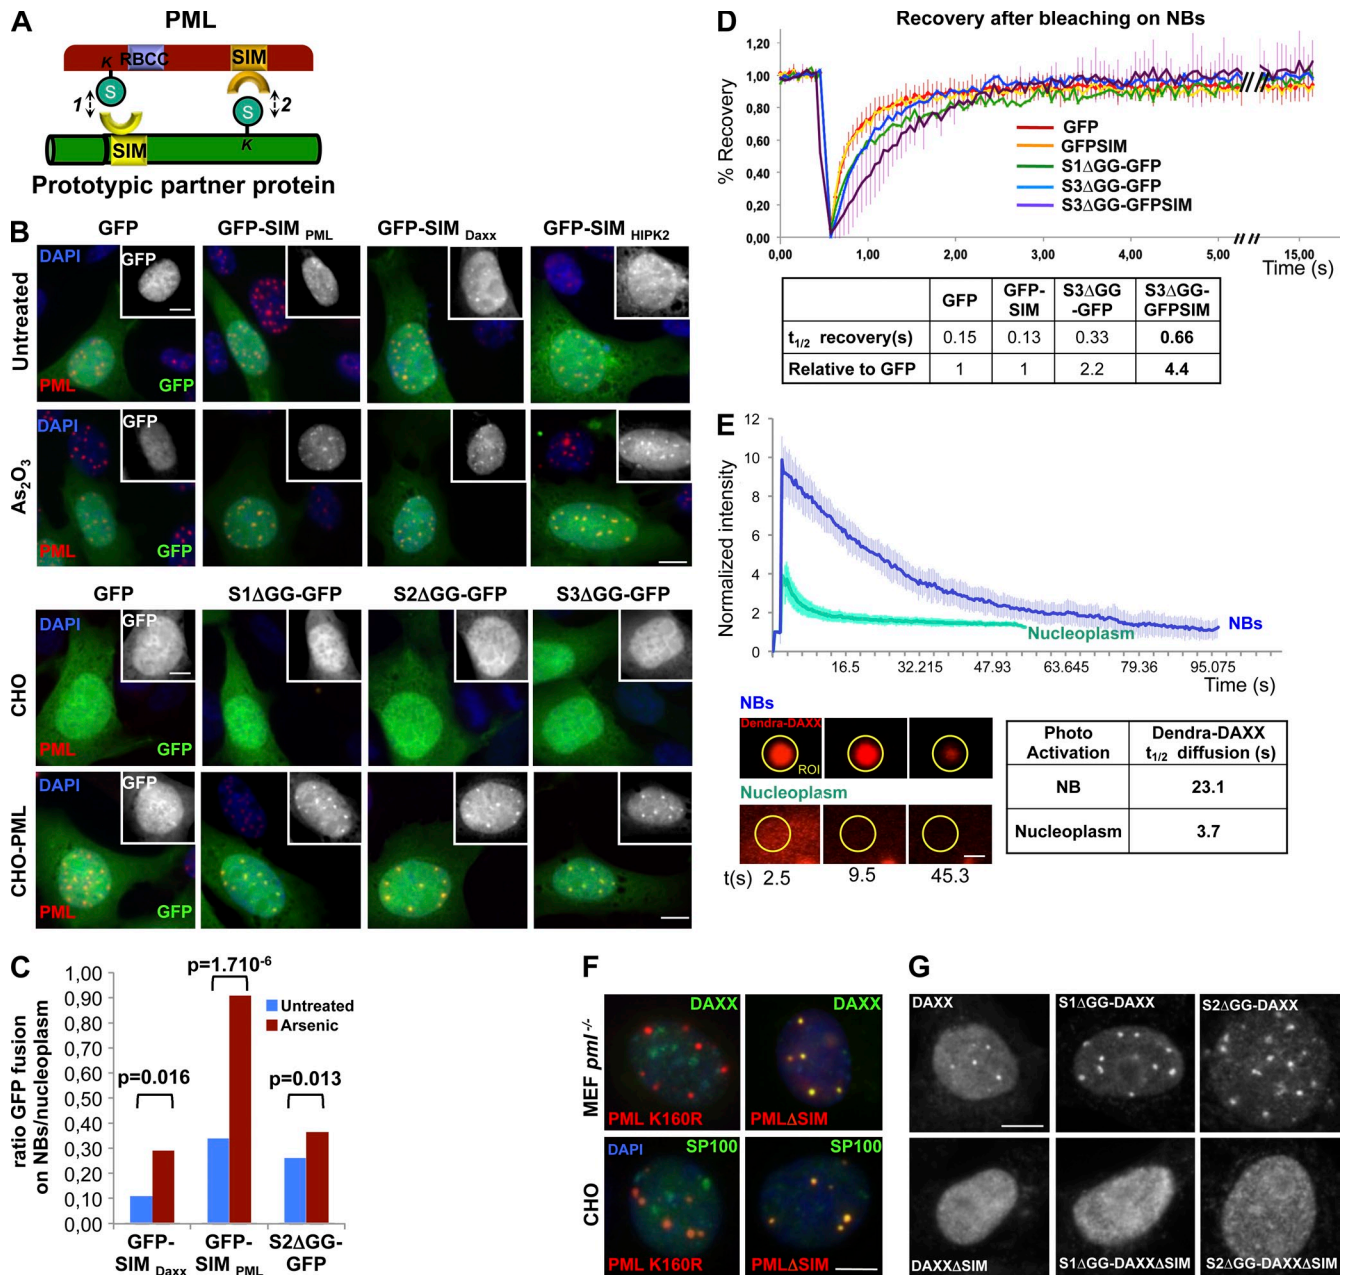 A
PML
K
RBCC
SIM
S
1
S
2
SIM
K
Prototypic partner protein
B
GFP
GFP-SIM PML
GFP-SIM Daxx
GFP-SIM HIPK2
Untreated
DAPI
GFP
PML
GFP
As2O3
DAPI
GFP
PML
GFP
GFP
S1ΔGG-GFP
S2ΔGG-GFP
S3ΔGG-GFP
CHO
DAPI
GFP
PML
GFP
CHO-PML
DAPI
GFP
PML
GFP
C
ratio GFP fusion
on NBs/nucleoplasm
1,00
0,90
0,80
0,70
0,60
0,50
0,40
0,30
0,20
0,10
0,00
p=0.016
p=1.710-6
p=0.013
Untreated
Arsenic
GFP-
SIM Daxx
GFP-
SIM PML
S2ΔGG-
GFP
D
Recovery after bleaching on NBs
% Recovery
1,20
1,00
0,80
0,60
0,40
0,20
0,00
GFP
GFPSIM
S1ΔGG-GFP
S3ΔGG-GFP
S3ΔGG-GFPSIM
0,00 1,00 2,00 3,00 4,00 5,00 15,00
Time (s)
GFP
GFP-
SIM
S3ΔGG
-GFP
S3ΔGG-
GFPSIM
t1/2 recovery(s) 0.15 0.13 0.33 0.66
Relative to GFP 1 1 2.2 4.4
E
Normalized intensity
12
10
8
6
4
2
0
NBs
Nucleoplasm
16.5 32.215 47.93 63.645 79.36 95.075
Time (s)
NBs
Dendra-DAXX
ROI
Nucleoplasm
t(s) 2.5 9.5 45.3
Photo
Activation
Dendra-DAXX
t1/2 diffusion (s)
NB 23.1
Nucleoplasm 3.7
F
MEF pml -/-
DAXX
PML K160R
DAXX
PMLΔSIM
CHO
DAPI
SP100
PML K160R
SP100
PMLΔSIM
G
DAXX
S1ΔGG-DAXX
S2ΔGG-DAXX
DAXXΔSIM
S1ΔGG-DAXXΔSIM
S2ΔGG-DAXXΔSIM